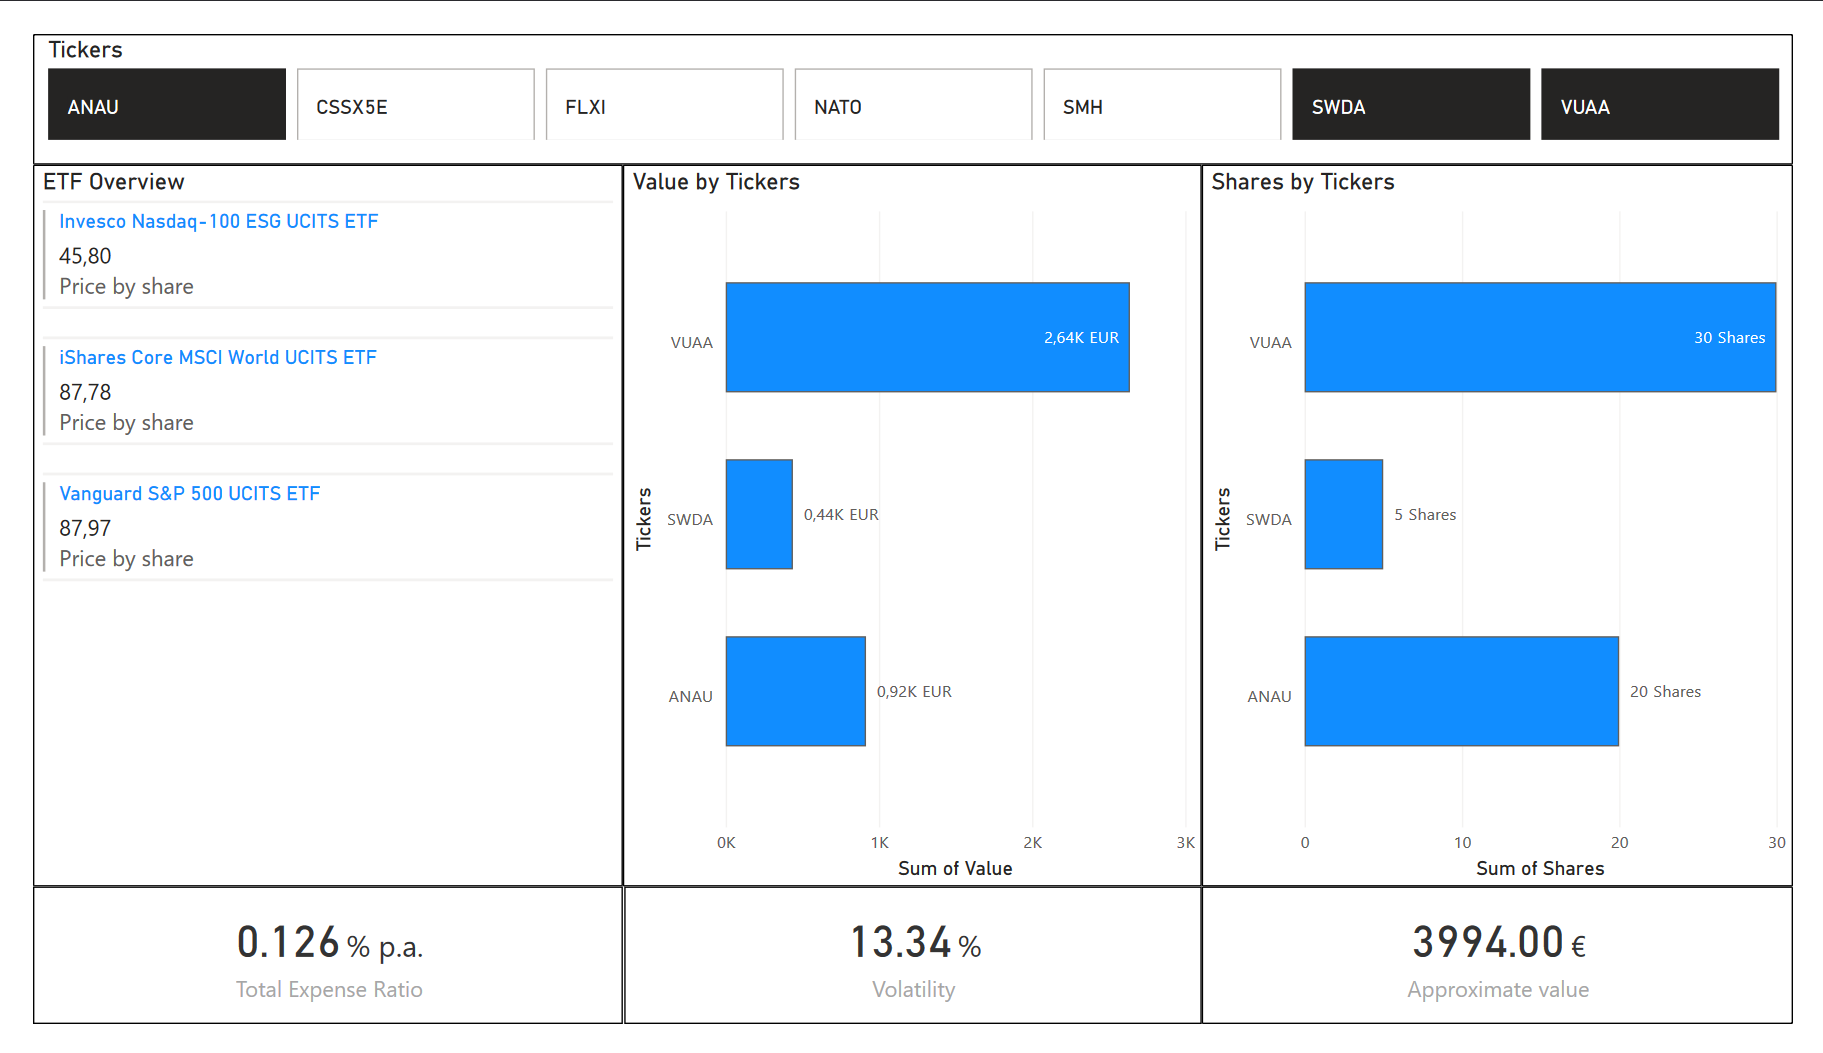 Tickers
ANAU
CSSX5E
FLXI
NATO
SMH
SWDA
VUAA
ETF Overview
Invesco Nasdaq-100 ESG UCITS ETF
45,80
Price by share
iShares Core MSCI World UCITS ETF
87,78
Price by share
Vanguard S&P 500 UCITS ETF
87,97
Price by share
Value by Tickers
Tickers
VUAA
2,64K EUR
SWDA
0,44K EUR
ANAU
0,92K EUR
0K 1K 2K 3K
Sum of Value
Shares by Tickers
Tickers
VUAA
30 Shares
SWDA
5 Shares
ANAU
20 Shares
0 10 20 30
Sum of Shares
0.126 % p.a.
Total Expense Ratio
13.34 %
Volatility
3994.00 €
Approximate value